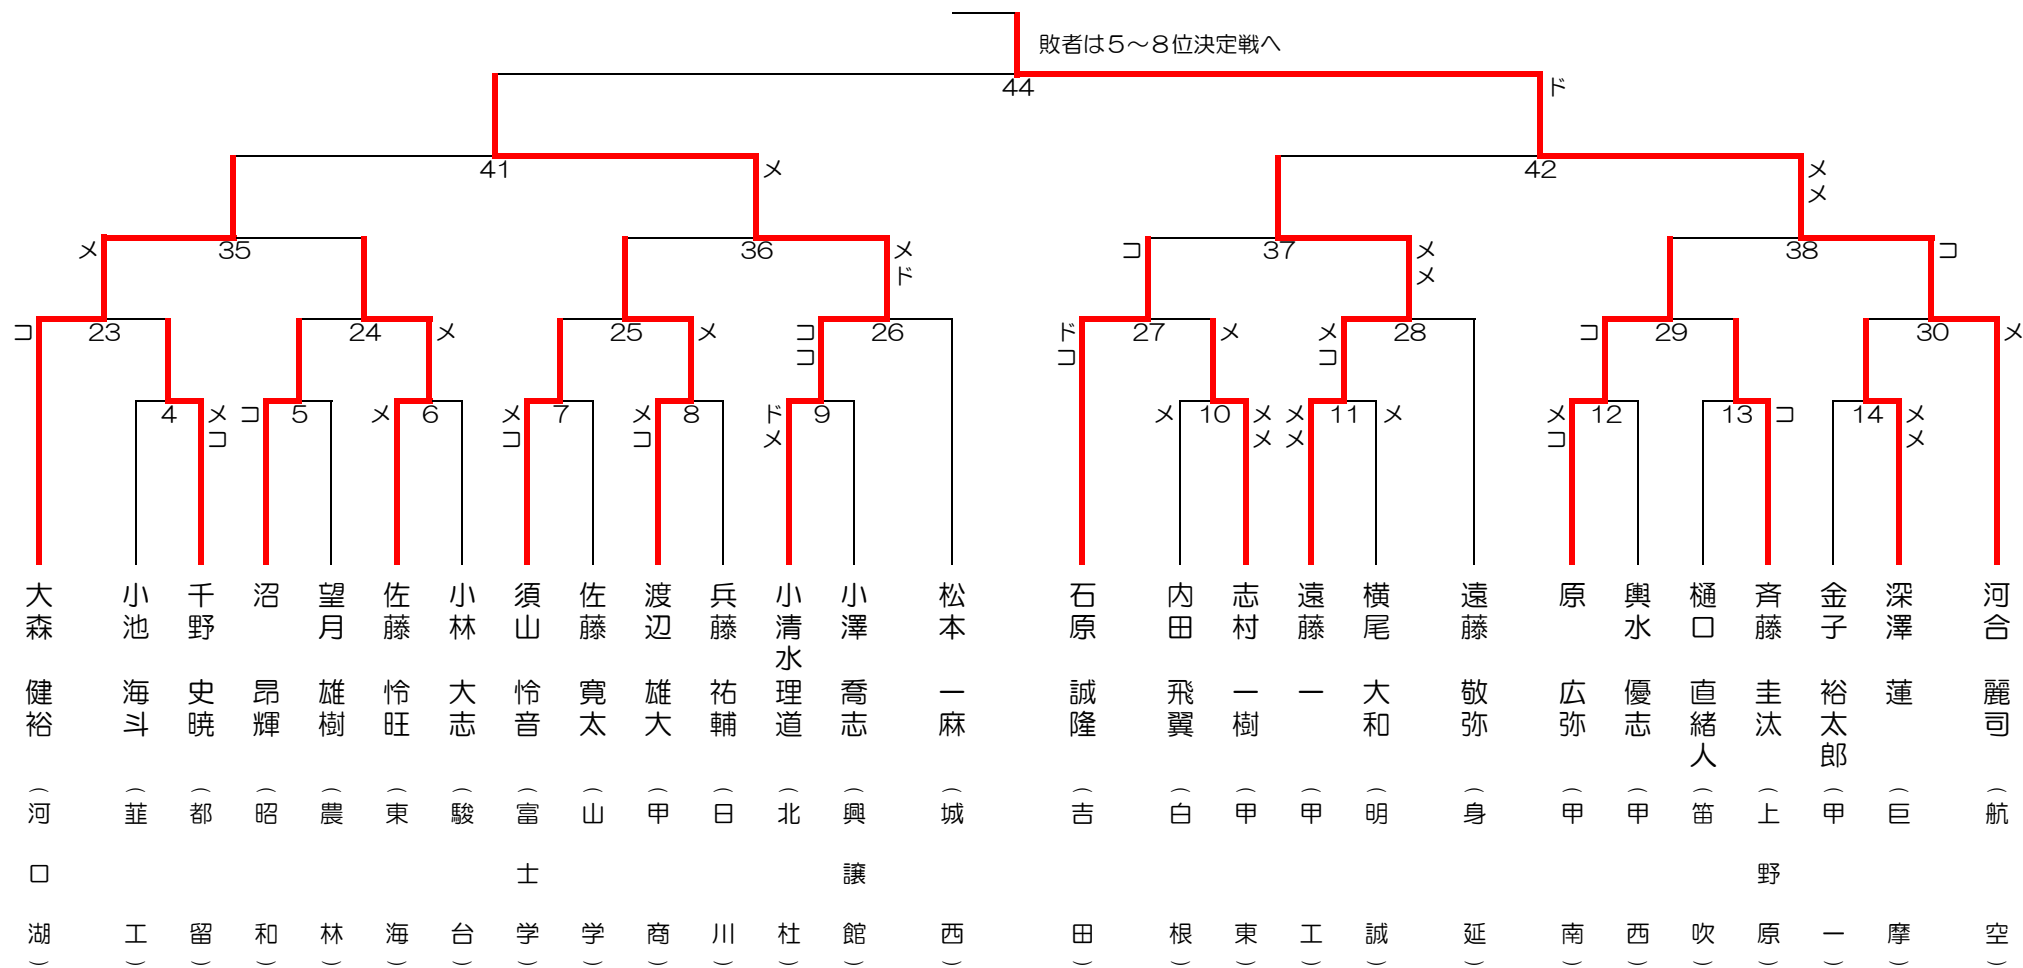 敗者は５～８位決定戦へ
44
ド
41
メ
42
メ
メ
メ
35
36
メ
ド
コ
37
メ
メ
38
コ
コ
23
24
メ
25
メ
コ
コ
26
ド
コ
27
メ
メ
コ
28
コ
29
30
メ
4
メ
コ
コ
5
メ
6
メ
コ
7
メ
コ
8
ド
メ
9
メ
10
メ
メ
メ
メ
11
メ
メ
コ
12
13
コ
14
メ
メ
大森 健裕 （河口湖）
小池 海斗 （韮工）
千野 史暁 （都留）
沼 昂輝 （昭和）
望月 雄樹 （農林）
佐藤 怜旺 （東海）
小林 大志 （駿台）
須山 怜音 （富士学）
佐藤 寛太 （山学）
渡辺 雄大 （甲商）
兵藤 祐輔 （日川）
小清水 理道 （北杜）
小澤 喬志 （興譲館）
松本 一麻 （城西）
石原 誠隆 （吉田）
内田 飛翼 （白根）
志村 一樹 （甲東）
遠藤 一 （甲工）
横尾 大和 （明誠）
遠藤 敬弥 （身延）
原 広弥 （甲南）
輿水 優志 （甲西）
樋口 直緒人 （笛吹）
斉藤 圭汰 （上野原）
金子 裕太郎 （甲一）
深澤 蓮 （巨摩）
河合 麗司 （航空）